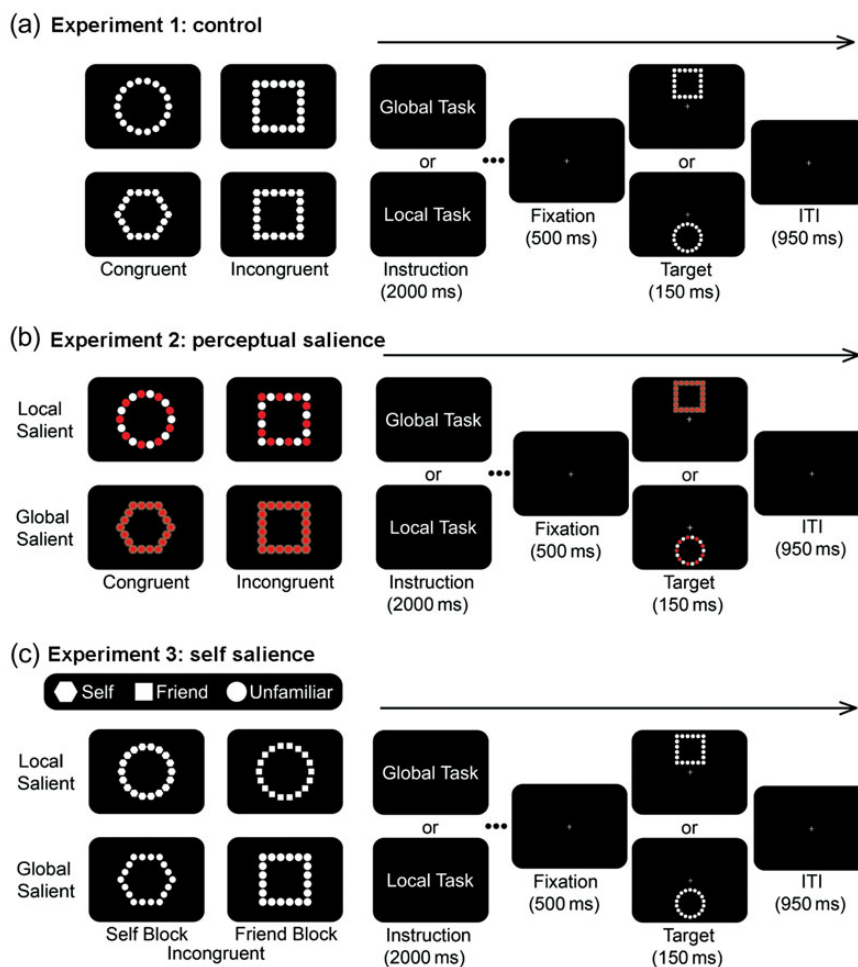 (a) Experiment 1: control
Global Task
or
Local Task
or
Congruent
Incongruent
Instruction
(2000 ms)
Fixation
(500 ms)
Target
(150 ms)
ITI
(950 ms)
(b) Experiment 2: perceptual salience
Local
Salient
Global
Salient
Global Task
or
Local Task
or
Congruent
Incongruent
Instruction
(2000 ms)
Fixation
(500 ms)
Target
(150 ms)
ITI
(950 ms)
(c) Experiment 3: self salience
Self Friend Unfamiliar
Local
Salient
Global
Salient
Global Task
or
Local Task
or
Self Block
Friend Block
Incongruent
Instruction
(2000 ms)
Fixation
(500 ms)
Target
(150 ms)
ITI
(950 ms)